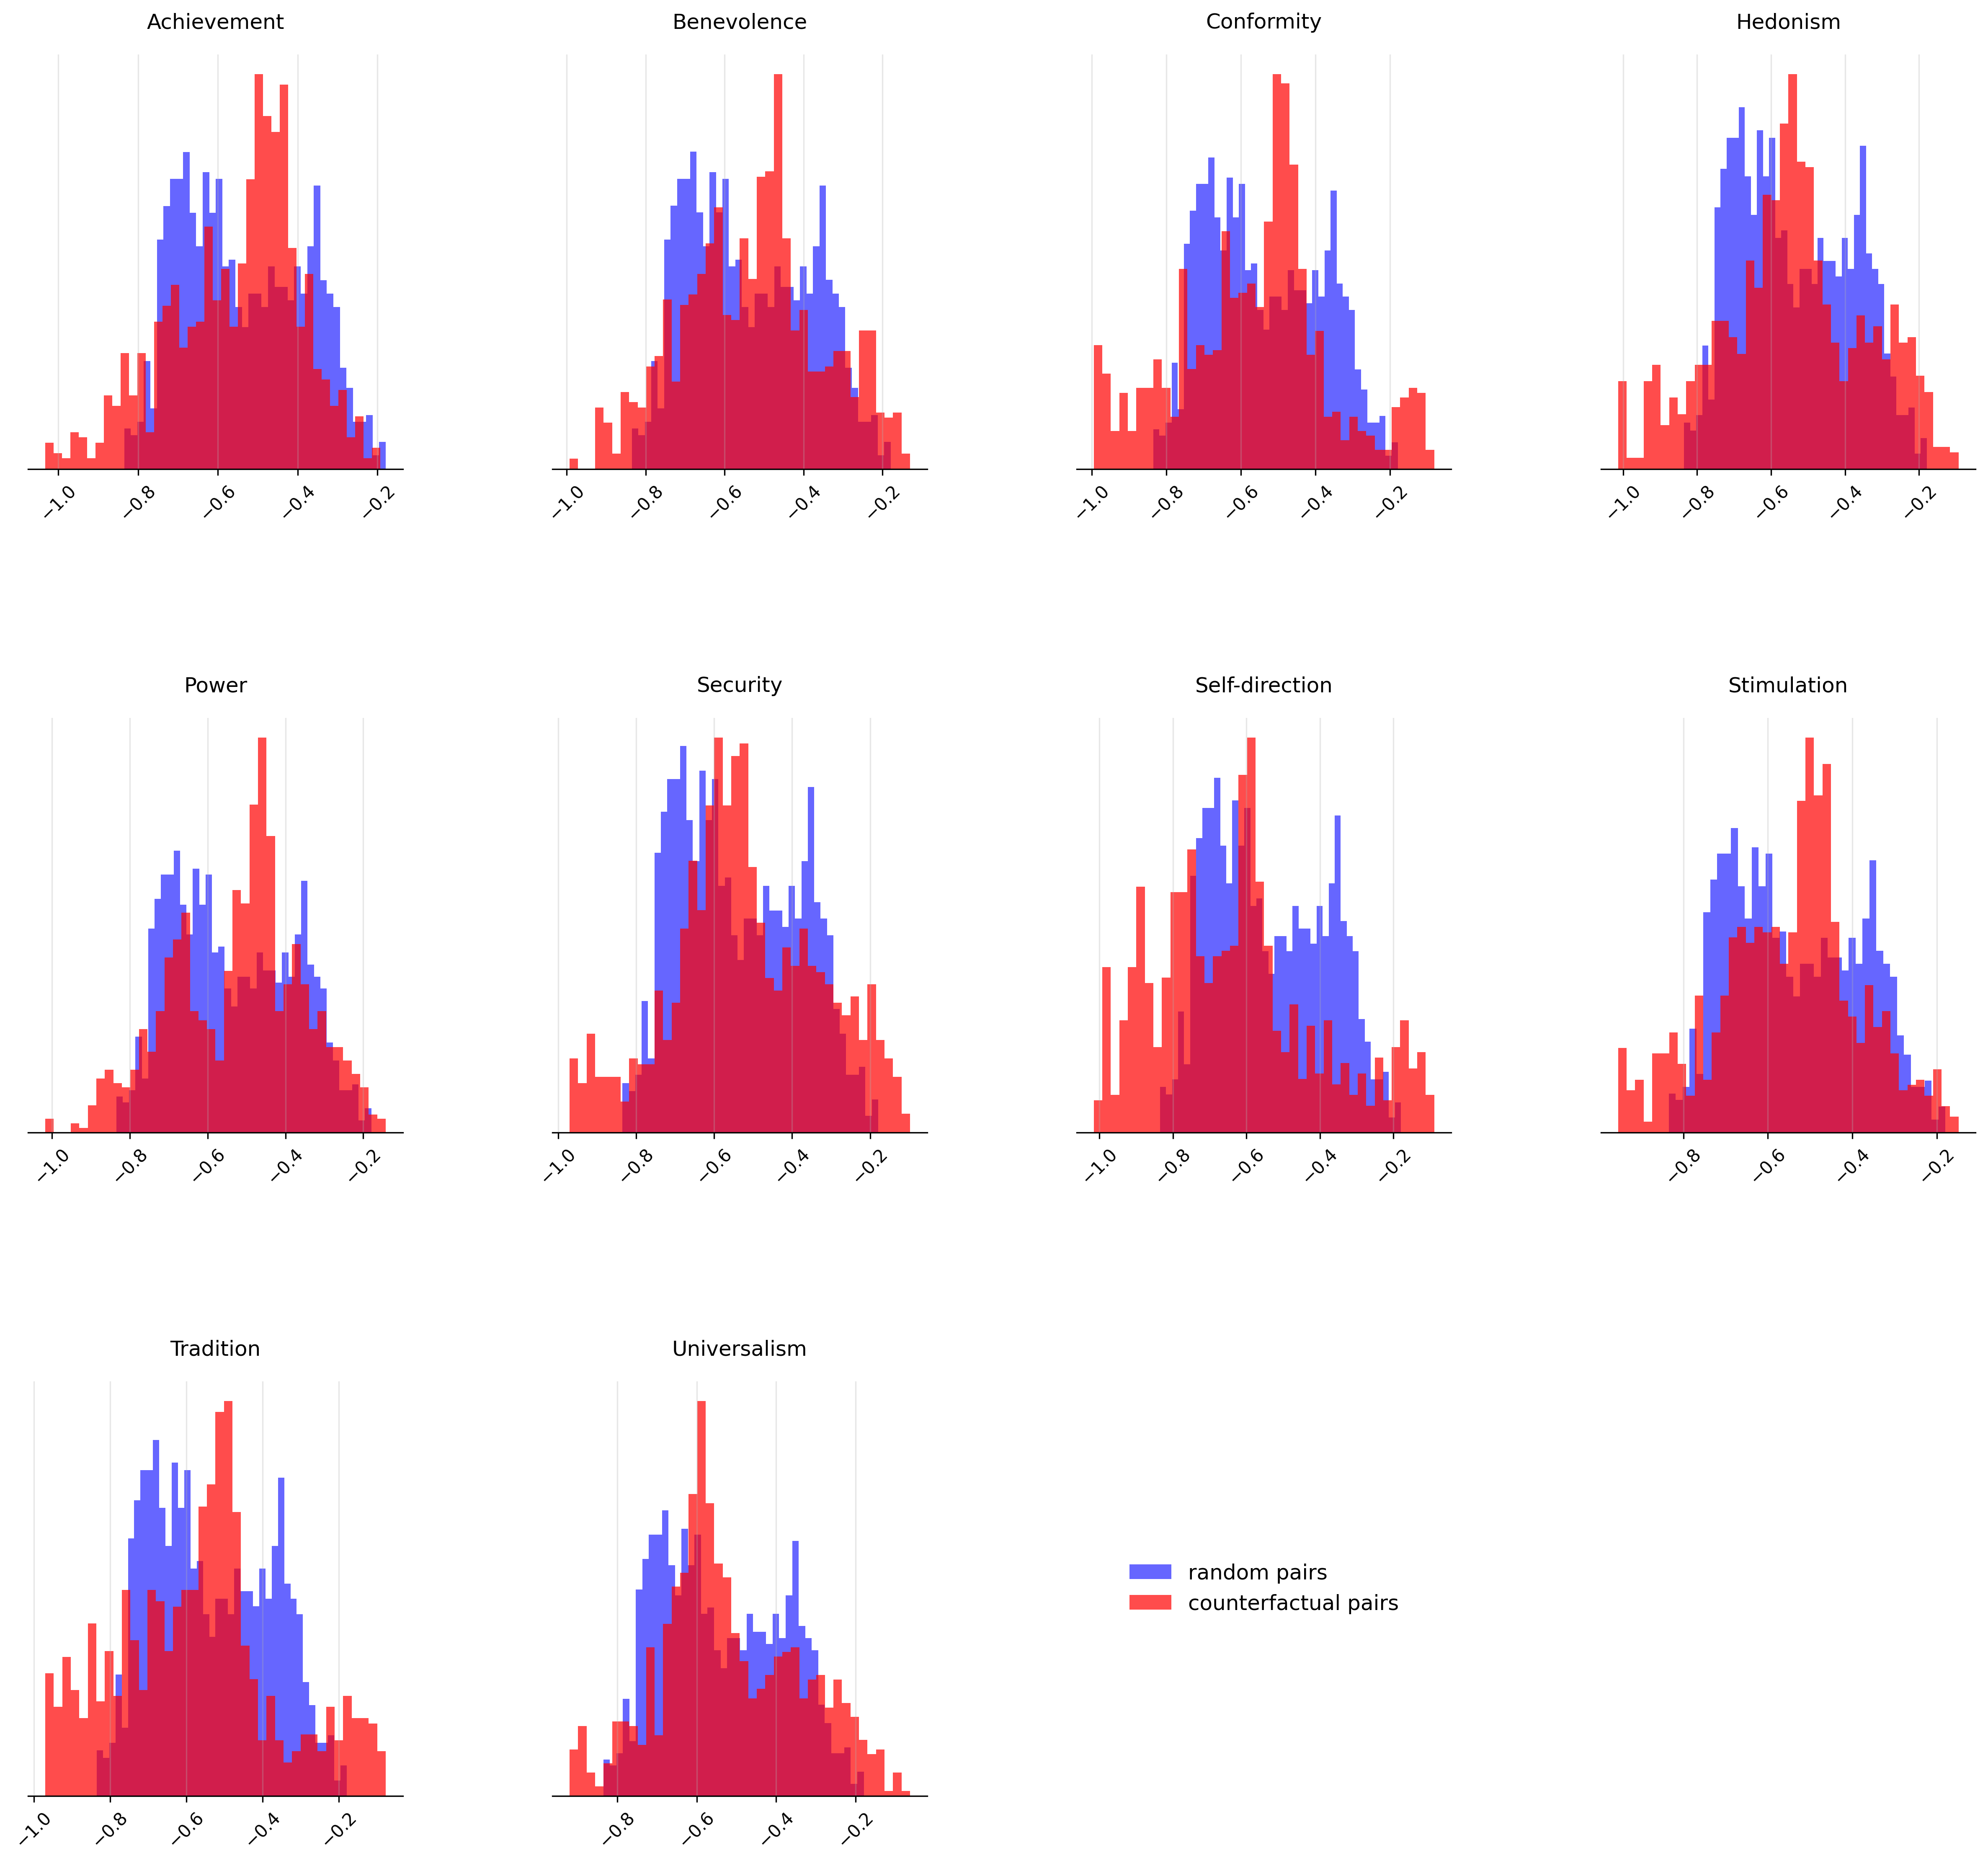 Achievement
Benevolence
Conformity
Hedonism
−1.0 −0.8 −0.6 −0.4 −0.2
−1.0 −0.8 −0.6 −0.4 −0.2
−1.0 −0.8 −0.6 −0.4 −0.2
−1.0 −0.8 −0.6 −0.4 −0.2
Power
Security
Self-direction
Stimulation
−1.0 −0.8 −0.6 −0.4 −0.2
−1.0 −0.8 −0.6 −0.4 −0.2
−1.0 −0.8 −0.6 −0.4 −0.2
−0.8 −0.6 −0.4 −0.2
Tradition
Universalism
random pairs
counterfactual pairs
−1.0 −0.8 −0.6 −0.4 −0.2
−0.8 −0.6 −0.4 −0.2